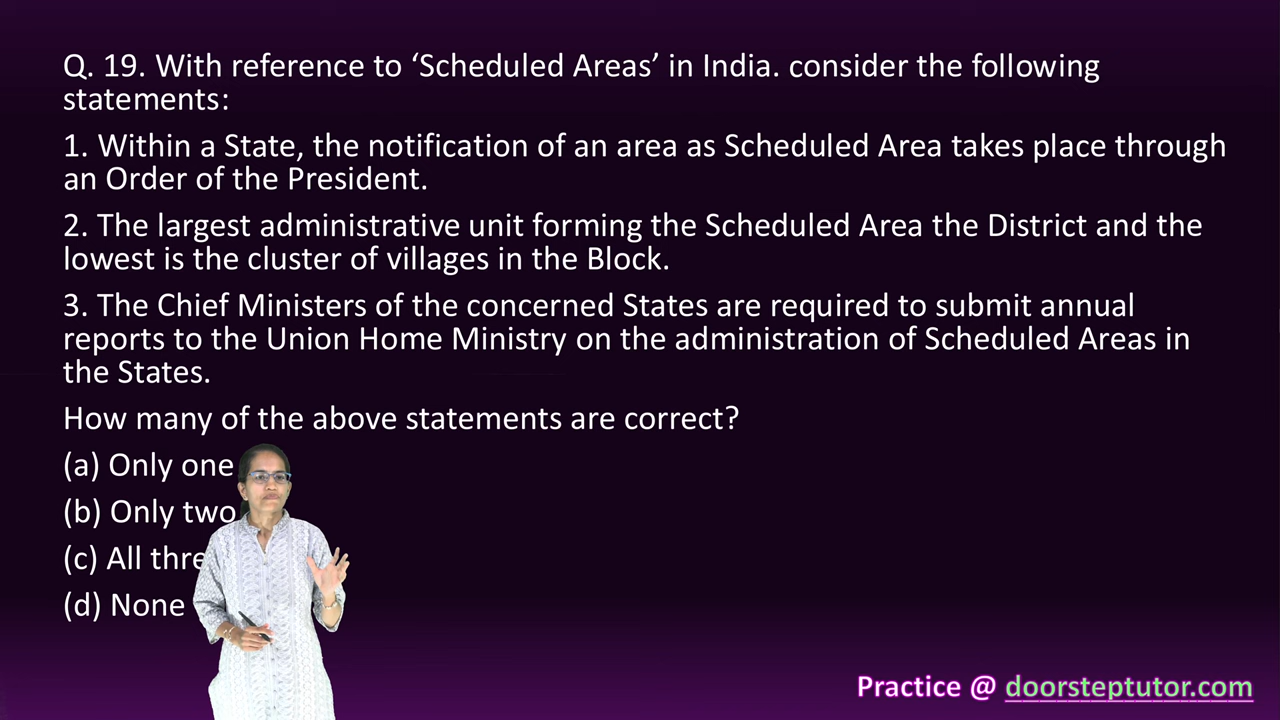 Q. 19. With reference to ‘Scheduled Areas’ in India. consider the following
statements:
1. Within a State, the notification of an area as Scheduled Area takes place through
an Order of the President.
2. The largest administrative unit forming the Scheduled Area the District and the
lowest is the cluster of villages in the Block.
3. The Chief Ministers of the concerned States are required to submit annual
reports to the Union Home Ministry on the administration of Scheduled Areas in
the States.
How many of the above statements are correct?
(a) Only one
(b) Only two
(c) All thre
(d) None
Practice @ doorsteptutor.com